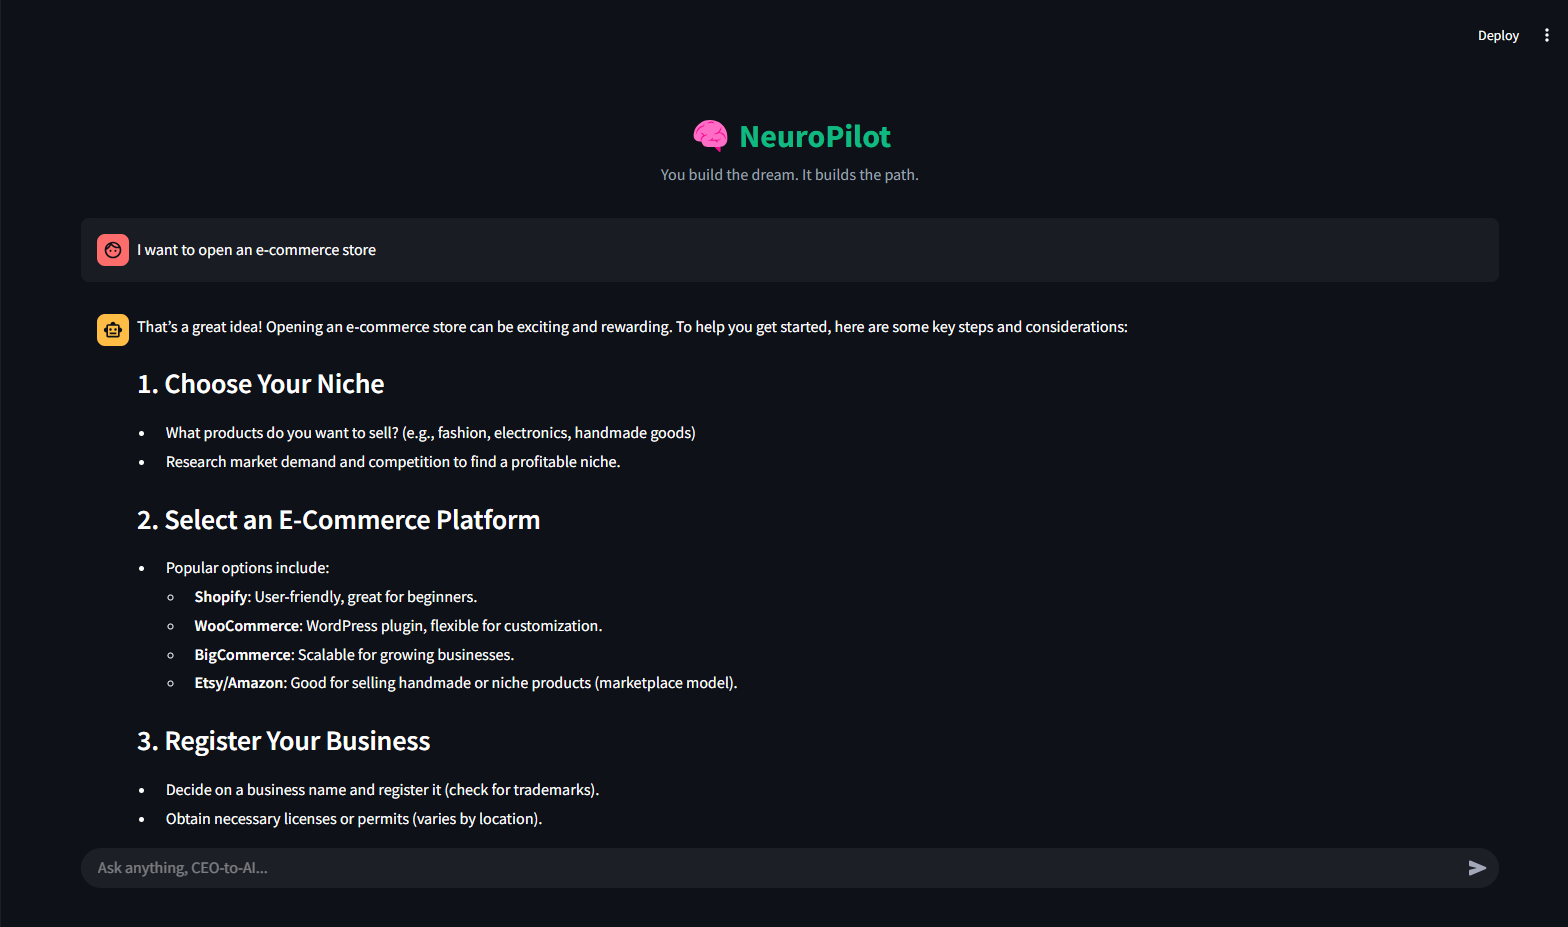 Deploy
NeuroPilot
You build the dream. It builds the path.
I want to open an e-commerce store
That’s a great idea! Opening an e-commerce store can be exciting and rewarding. To help you get started, here are some key steps and considerations:
1. Choose Your Niche
• What products do you want to sell? (e.g., fashion, electronics, handmade goods)
• Research market demand and competition to find a profitable niche.
2. Select an E-Commerce Platform
• Popular options include:
◦ Shopify: User-friendly, great for beginners.
◦ WooCommerce: WordPress plugin, flexible for customization.
◦ BigCommerce: Scalable for growing businesses.
◦ Etsy/Amazon: Good for selling handmade or niche products (marketplace model).
3. Register Your Business
• Decide on a business name and register it (check for trademarks).
• Obtain necessary licenses or permits (varies by location).
Ask anything, CEO-to-AI...